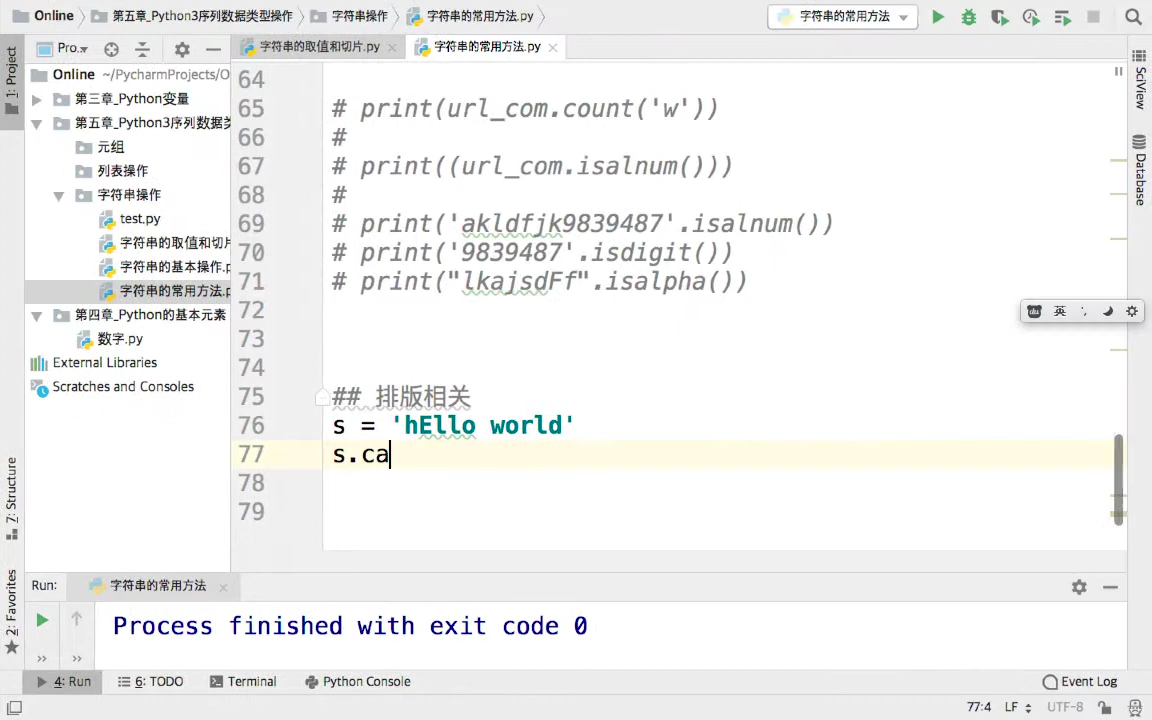 Online 第五章_Python3序列数据类型操作 字符串操作 字符串的常用方法.py 字符串的常用方法
1: Project
Pro..
字符串的取值和切片.py
字符串的常用方法.py
Online ~/PycharmProjects/O
第三章_Python变量
第五章_Python3序列数据类
元组
列表操作
字符串操作
test.py
字符串的取值和切片
字符串的基本操作.p
字符串的常用方法.p
第四章_Python的基本元素
数字.py
External Libraries
Scratches and Consoles
64
65 # print(url_com.count('w'))
66 #
67 # print((url_com.isalnum()))
68 #
69 # print('akldfjk9839487'.isalnum())
70 # print('9839487'.isdigit())
71 # print("lkajsdFf".isalpha())
72
73
74
75 ## 排版相关
76 s = 'hEllo world'
77 s.ca
78
79
SciView
Database
du 英
7: Structure
2: Favorites
Run: 字符串的常用方法
Process finished with exit code 0
4: Run 6: TODO Terminal Python Console Event Log
77:4 LF UTF-8